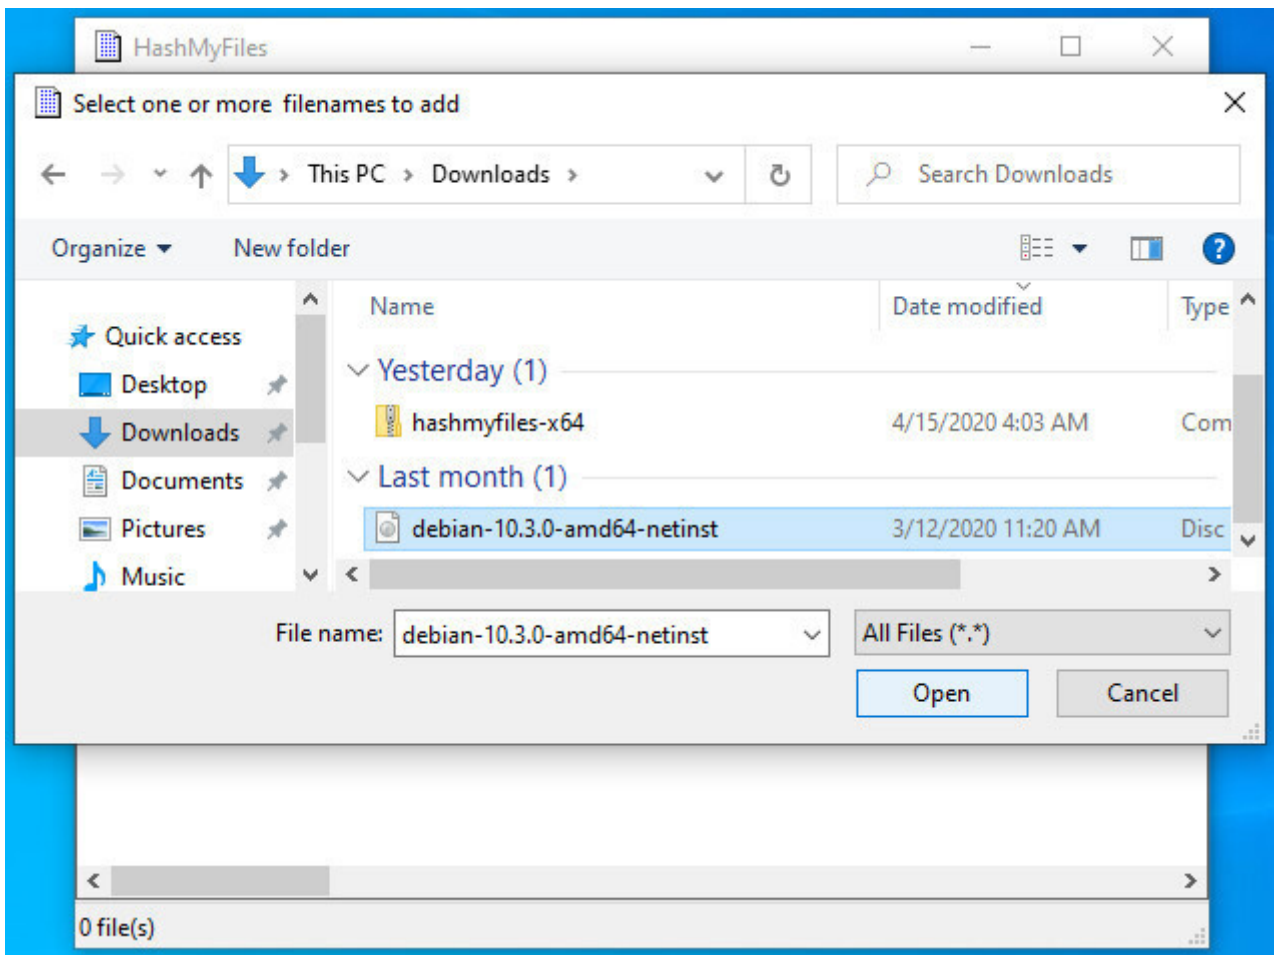 HashMyFiles
Select one or more filenames to add
This PC > Downloads >
Search Downloads
Organize
New folder
Name
Date modified
Type
Quick access
Desktop
Downloads
Documents
Pictures
Music
Yesterday (1)
hashmyfiles-x64
4/15/2020 4:03 AM
Com
Last month (1)
debian-10.3.0-amd64-netinst
3/12/2020 11:20 AM
Disc
File name:
debian-10.3.0-amd64-netinst
All Files (*.*)
Open
Cancel
0 file(s)